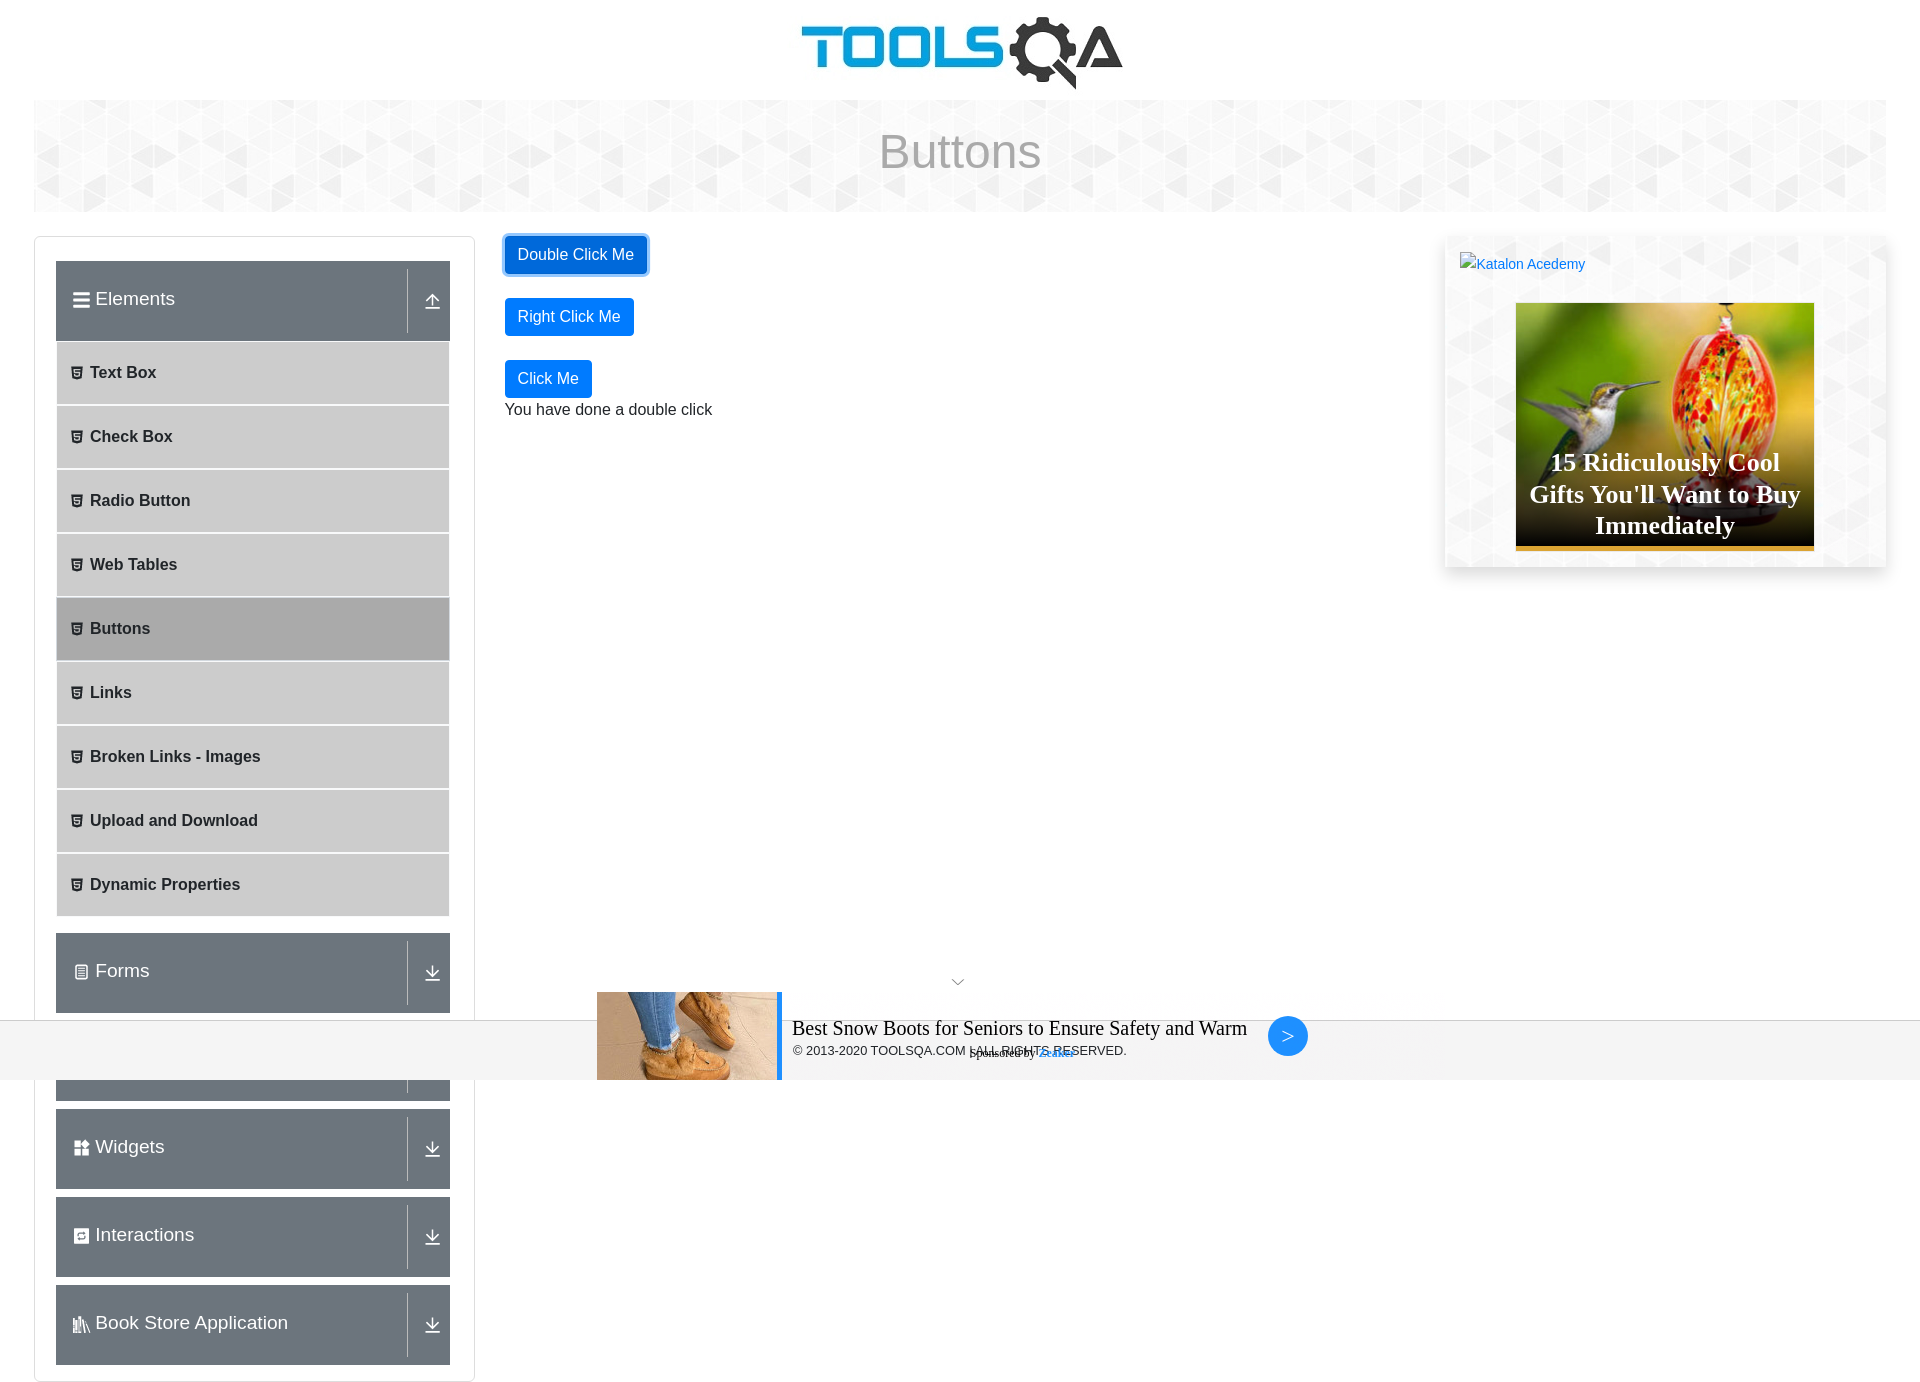 TOOLSQA
Buttons
Elements
Text Box
Check Box
Radio Button
Web Tables
Buttons
Links
Broken Links - Images
Upload and Download
Dynamic Properties
Forms
Widgets
Interactions
Book Store Application
Double Click Me
Right Click Me
Click Me
You have done a double click
Katalon Acedemy
15 Ridiculously Cool
Gifts You'll Want to Buy
Immediately
Best Snow Boots for Seniors to Ensure Safety and Warm
>
© 2013-2020 TOOLSQA.COM | ALL RIGHTS RESERVED.
Sponsored by